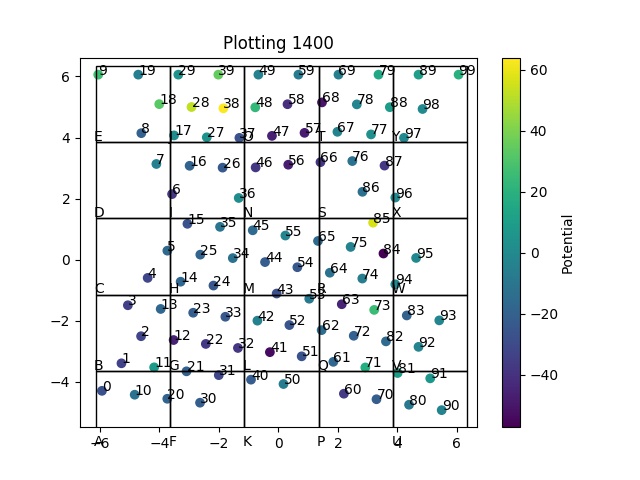 Plotting 1400
9 19 29 39 49 59 69 79 89 99
18 28 38 48 58 68 78 88 98
8 17 27 37 47 57 67 77 97
E J O T Y
7 16 26 36 46 56 66 76 86 87 96
6
D I N S X
15 35 45 55 65 75 85 84 95
5 25 34 44 54 64 74 94
4 14 24 43 53
C H M R W
3 13 23 33 42 52 62 63 73 83 93
2 12 22 32 41 51 61 72 82 92
1 11 21 31 71 81 91
B G L Q V
0 10 20 30 40 50 60 70 80 90
A F K P U
6
4
2
0
−2
−4
−6 −4 −2 0 2 4 6
60
40
20
0
−20
−40
Potential